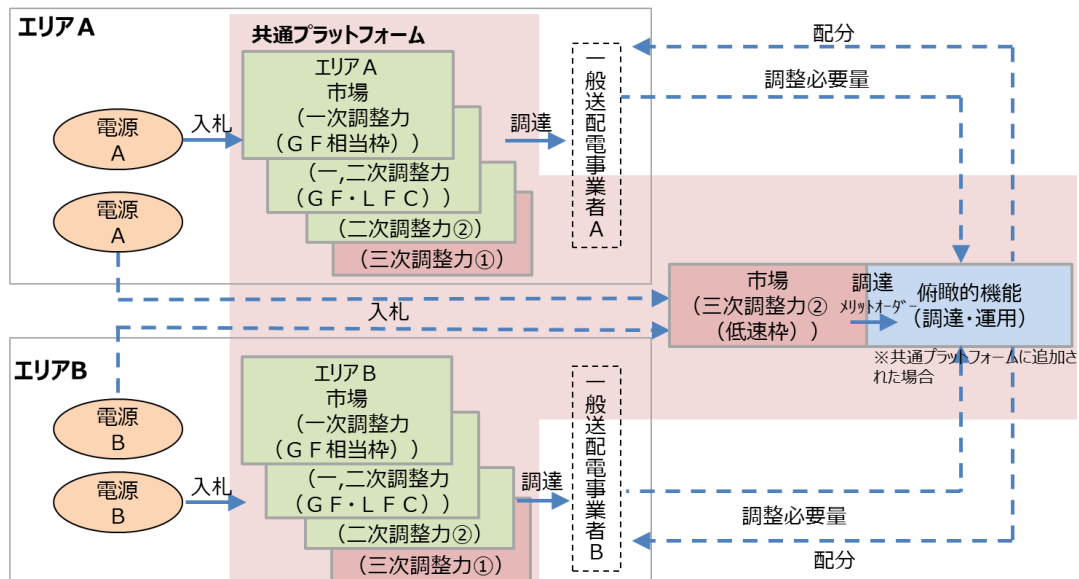 エリアA
共通プラットフォーム
エリアA
市場
(一次調整力
(GF相当枠))
(一,二次調整力
(GF・LFC))
(二次調整力②)
(三次調整力①)
電源
A
入札
電源
A
調達
一般送配電事業者A
配分
調整必要量
入札
市場
(三次調整力②
(低速枠))
調達
メリットオーダー
俯瞰的機能
(調達・運用)
※共通プラットフォームに追加さ
れた場合
エリアB
エリアB
市場
(一次調整力
(GF相当枠))
(一,二次調整力
(GF・LFC))
(二次調整力②)
(三次調整力①)
電源
B
電源
B
入札
調達
一般送配電事業者B
調整必要量
配分